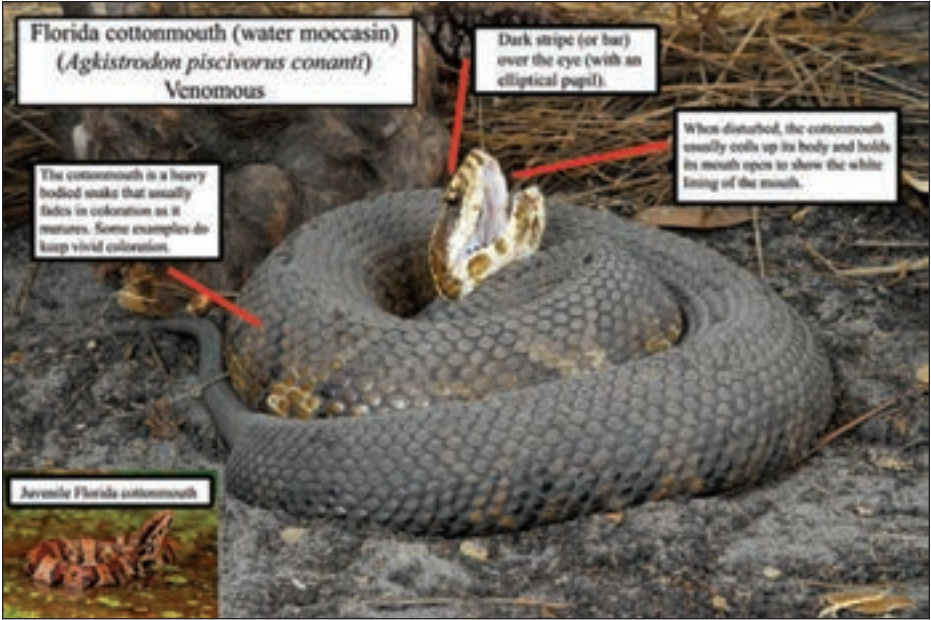 Florida cottonmouth (water moccasin)
(Agkistrodon piscivorus conanti)
Venomous
Dark stripe (or bar)
over the eye (with an
elliptical pupil).
When disturbed, the cottonmouth
usually coils up its body and holds
its mouth open to show the white
lining of the mouth.
The cottonmouth is a heavy
bodied snake that usually
fades in coloration as it
matures. Some examples do
keep vivid coloration.
Juvenile Florida cottonmouth